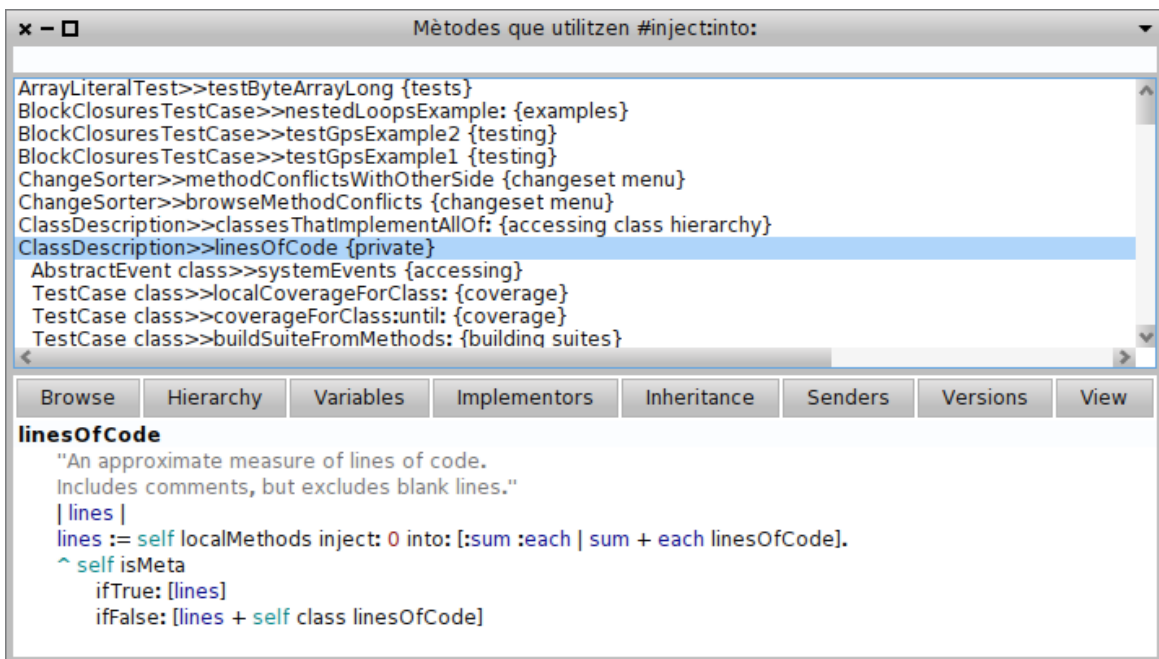 Mètodes que utilitzen #inject:into:
ArrayLiteralTest>>testByteArrayLong {tests}
BlockClosuresTestCase>>nestedLoopsExample: {examples}
BlockClosuresTestCase>>testGpsExample2 {testing}
BlockClosuresTestCase>>testGpsExample1 {testing}
ChangeSorter>>methodConflictsWithOtherSide {changeset menu}
ChangeSorter>>browseMethodConflicts {changeset menu}
ClassDescription>>classesThatImplementAllOf: {accessing class hierarchy}
ClassDescription>>linesOfCode {private}
AbstractEvent class>>systemEvents {accessing}
TestCase class>>localCoverageForClass: {coverage}
TestCase class>>coverageForClass:until: {coverage}
TestCase class>>buildSuiteFromMethods: {building suites}
Browse Hierarchy Variables Implementors Inheritance Senders Versions View
linesOfCode
"An approximate measure of lines of code.
Includes comments, but excludes blank lines."
| lines |
lines := self localMethods inject: 0 into: [:sum :each | sum + each linesOfCode].
^ self isMeta
ifTrue: [lines]
ifFalse: [lines + self class linesOfCode]